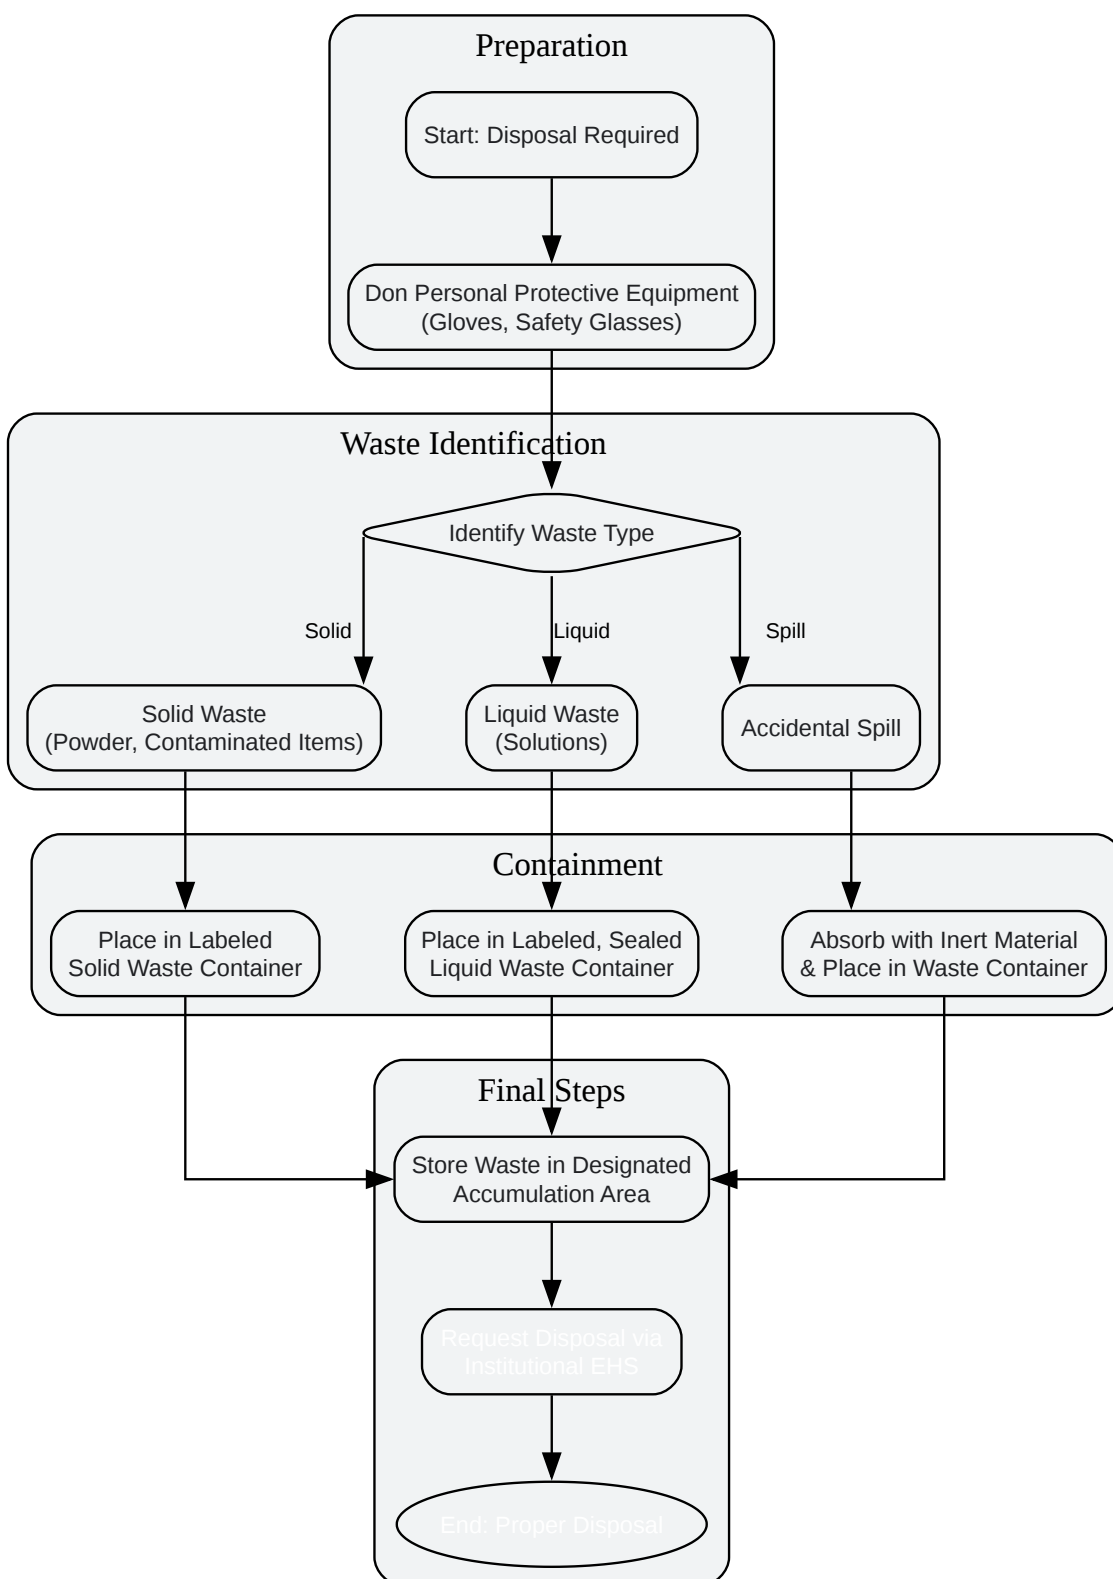 Preparation
Start: Disposal Required
Don Personal Protective Equipment
(Gloves, Safety Glasses)
Waste Identification
Identify Waste Type
Solid
Liquid
Spill
Solid Waste
(Powder, Contaminated Items)
Liquid Waste
(Solutions)
Accidental Spill
Containment
Place in Labeled
Solid Waste Container
Place in Labeled, Sealed
Liquid Waste Container
Absorb with Inert Material
& Place in Waste Container
Final Steps
Store Waste in Designated
Accumulation Area
Request Disposal via
Institutional EHS
End: Proper Disposal